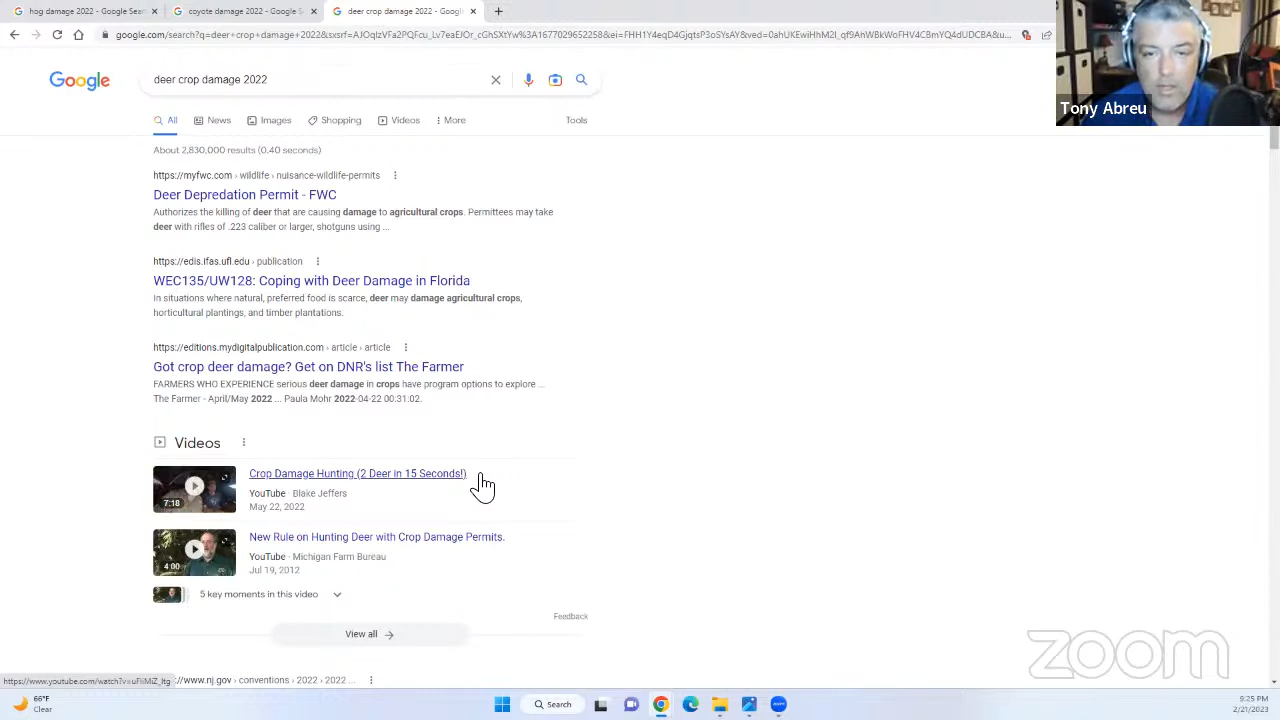 hog damage 2022 - Google Sear
coyote damage 2022 - Google S
deer crop damage 2022 - Google
google.com/search?q=deer+crop+damage+2022&sxsrf=
Tony Abreu
Google
deer crop damage 2022
All
News
Images
Shopping
Videos
More
Tools
About 2,830,000 results (0.40 seconds)
https://myfwc.com › wildlife › nuisance-wildlife-permits
Deer Depredation Permit - FWC
Authorizes the killing of deer that are causing damage to agricultural crops. Permittees may take
deer with rifles of .223 caliber or larger, shotguns using ...
https://edis.ifas.ufl.edu › publication
WEC135/UW128: Coping with Deer Damage in Florida
In situations where natural, preferred food is scarce, deer may damage agricultural crops,
horticultural plantings, and timber plantations.
https://editions.mydigitalpublication.com › article › article
Got crop deer damage? Get on DNR's list The Farmer
FARMERS WHO EXPERIENCE serious deer damage in crops have program options to explore ...
The Farmer - April/May 2022 ... Paula Mohr 2022-04-22 00:31:02.
Videos
Crop Damage Hunting (2 Deer in 15 Seconds!)
YouTube · Blake Jeffers
May 22, 2022
7:18
New Rule on Hunting Deer with Crop Damage Permits.
YouTube · Michigan Farm Bureau
Jul 19, 2012
4:00
5 key moments in this video
Feedback
View all
zoom
://www.nj.gov › conventions › 2022 › 2022 ...
66°F
Clear
Search
zoom
9:25 PM
2/21/2023